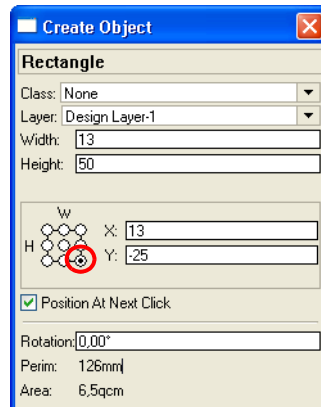 Create Object
Rectangle
Class: None
Layer: Design Layer-1
Width: 13
Height: 50
W
H
X: 13
Y: -25
Position At Next Click
Rotation: 0,00°
Perim: 126mm
Area: 6,5qcm